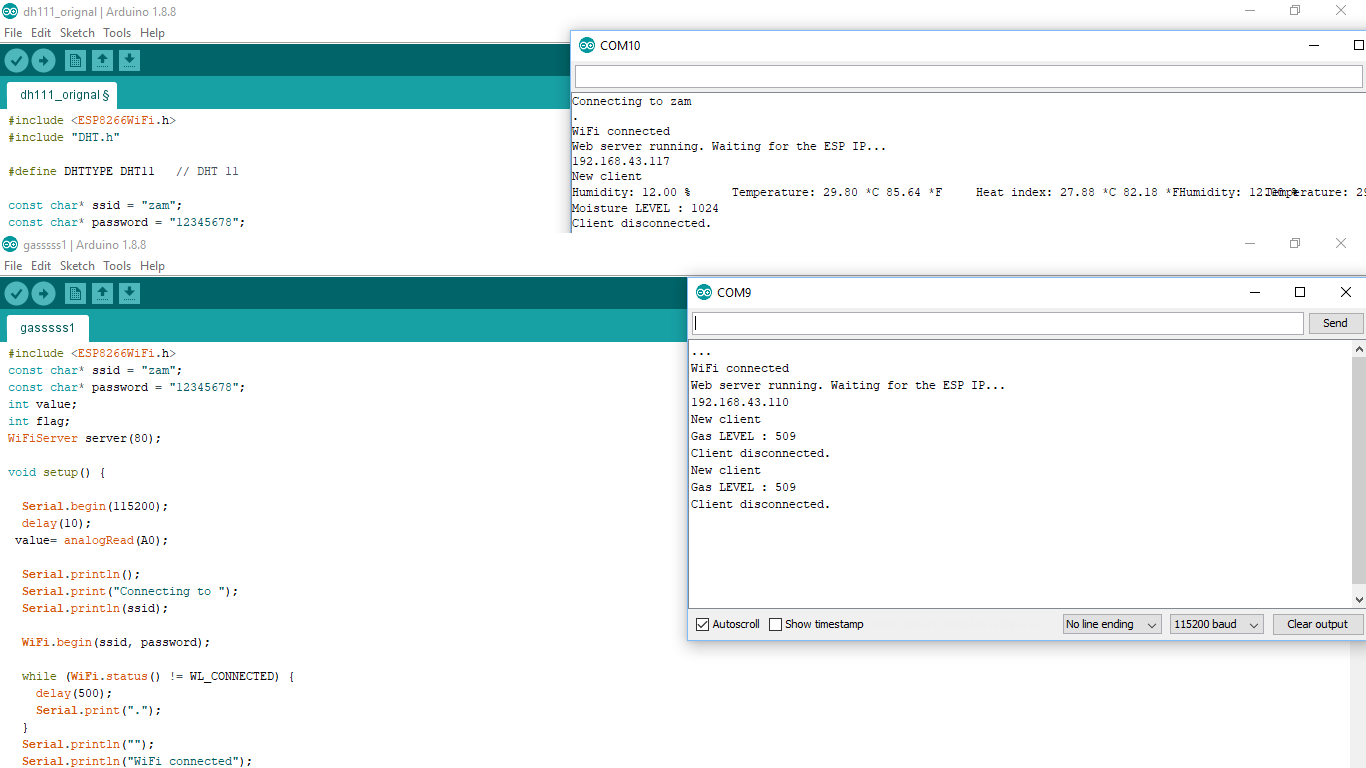 dh111_orignal | Arduino 1.8.8
File Edit Sketch Tools Help
dh111_orignal §
#include <ESP8266WiFi.h>
#include "DHT.h"
#define DHTTYPE DHT11   // DHT 11
const char* ssid = "zam";
const char* password = "12345678";
COM10
Connecting to zam
.
WiFi connected
Web server running. Waiting for the ESP IP...
192.168.43.117
New client
Humidity: 12.00 %      Temperature: 29.80 *C 85.64 *F     Heat index: 27.88 *C 82.18 *FHumidity: 12.00 % Temperature: 29
Moisture LEVEL : 1024
Client disconnected.
gasssss1 | Arduino 1.8.8
File Edit Sketch Tools Help
gasssss1
#include <ESP8266WiFi.h>
const char* ssid = "zam";
const char* password = "12345678";
int value;
int flag;
WiFiServer server(80);
void setup() {
  Serial.begin(115200);
  delay(10);
 value= analogRead(A0);
  Serial.println();
  Serial.print("Connecting to ");
  Serial.println(ssid);
  WiFi.begin(ssid, password);
  while (WiFi.status() != WL_CONNECTED) {
    delay(500);
    Serial.print(".");
  }
  Serial.println("");
  Serial.println("WiFi connected");
COM9
Send
...
WiFi connected
Web server running. Waiting for the ESP IP...
192.168.43.110
New client
Gas LEVEL : 509
Client disconnected.
New client
Gas LEVEL : 509
Client disconnected.
Autoscroll Show timestamp No line ending 115200 baud Clear output